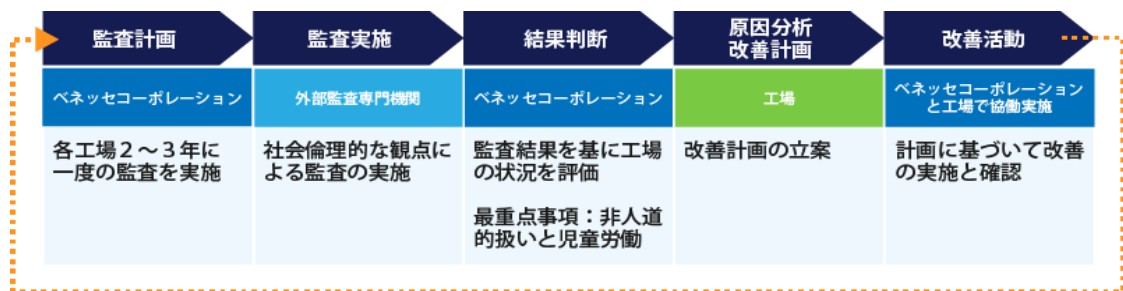 監査計画
監査実施
結果判断
原因分析
改善計画
改善活動
ベネッセコーポレーション
外部監査専門機関
ベネッセコーポレーション
工場
ベネッセコーポレーション
と工場で協働実施
各工場２～３年に
一度の監査を実施
社会倫理的な観点に
よる監査の実施
監査結果を基に工場
の状況を評価
最重点事項：非人道
的扱いと児童労働
改善計画の立案
計画に基づいて改善
の実施と確認